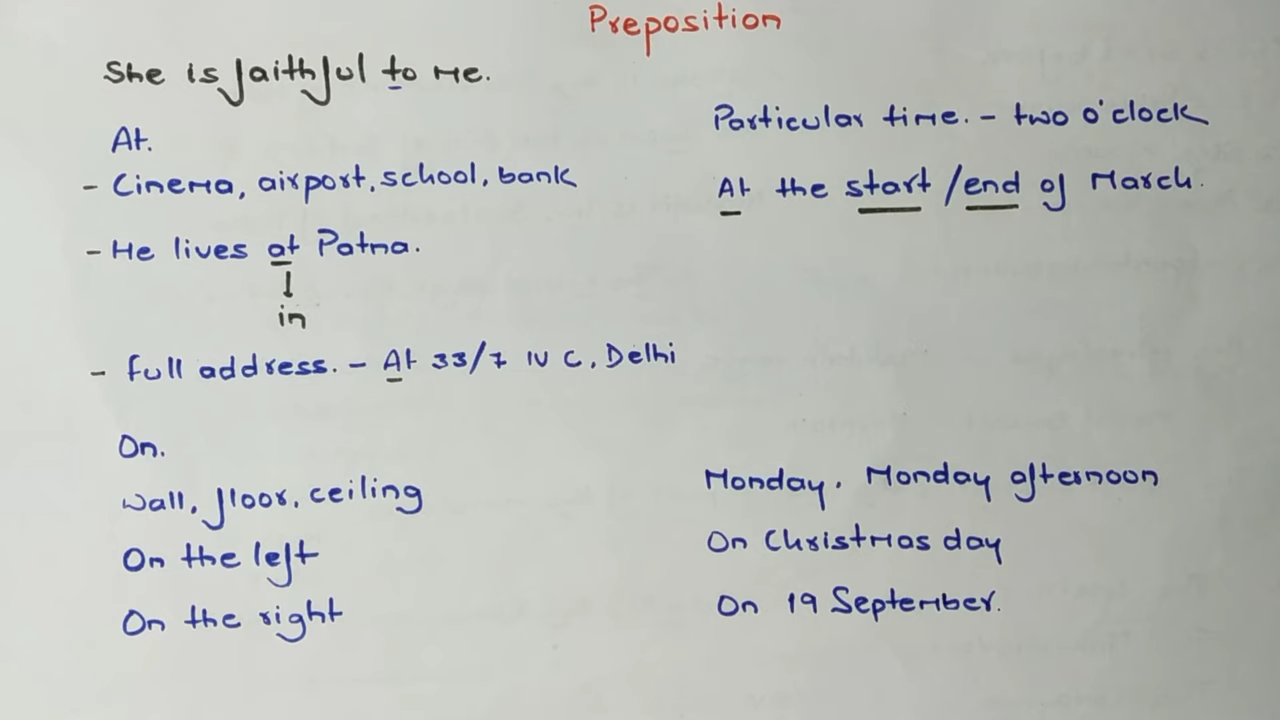 Preposition
She is faithful to me.
At.
- Cinema, airport, school, bank
- He lives at Patna.
in
- full address. - At 33/7 IV C, Delhi
Particular time. - two o'clock
At the start / end of March.
On.
Wall, floor, ceiling
On the left
On the right
Monday, Monday afternoon
On Christmas day
On 19 September.